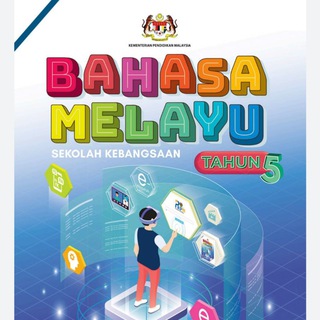 KEMENTERIAN PENDIDIKAN MALAYSIA
BAHASA
MELAYU
SEKOLAH KEBANGSAAN
TAHUN 5
e
e